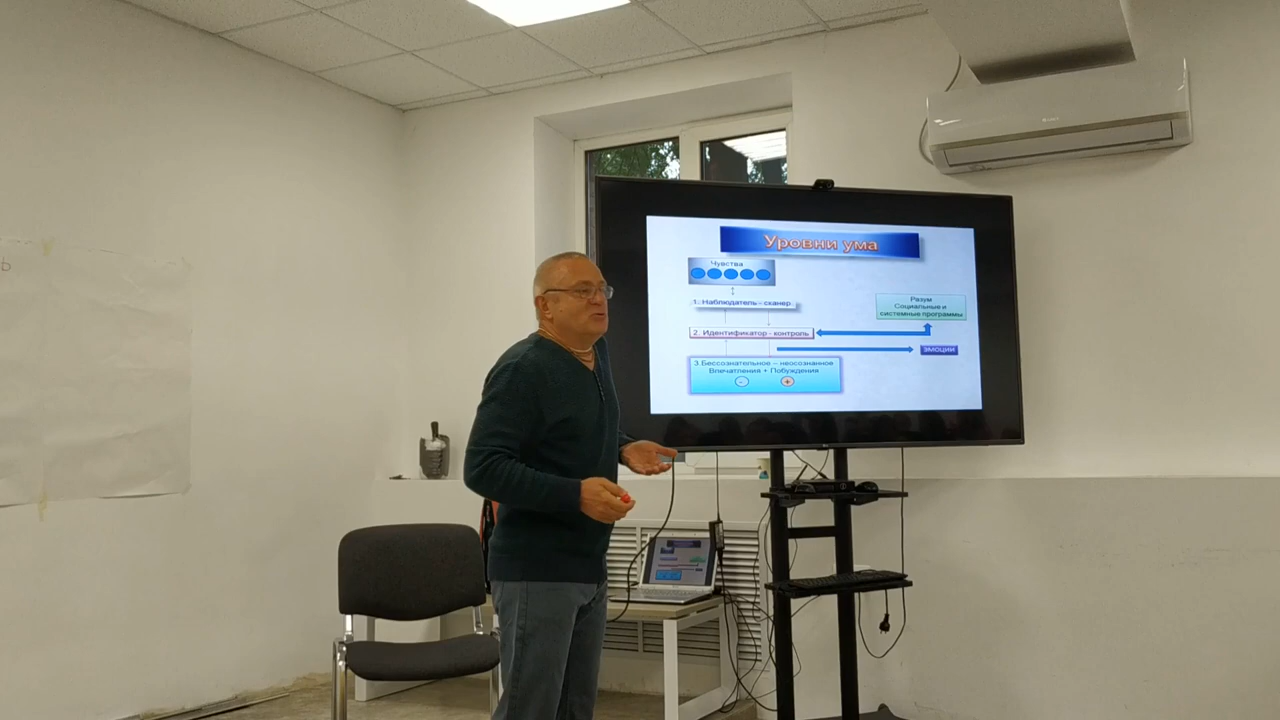 Ь
Уровни ума
Чувства
1. Наблюдатель – сканер
Разум
Социальные и
системные программы
2. Идентификатор - контроль
эмоции
3.Бессознательное – неосознанное
Впечатления + Побуждения
- +